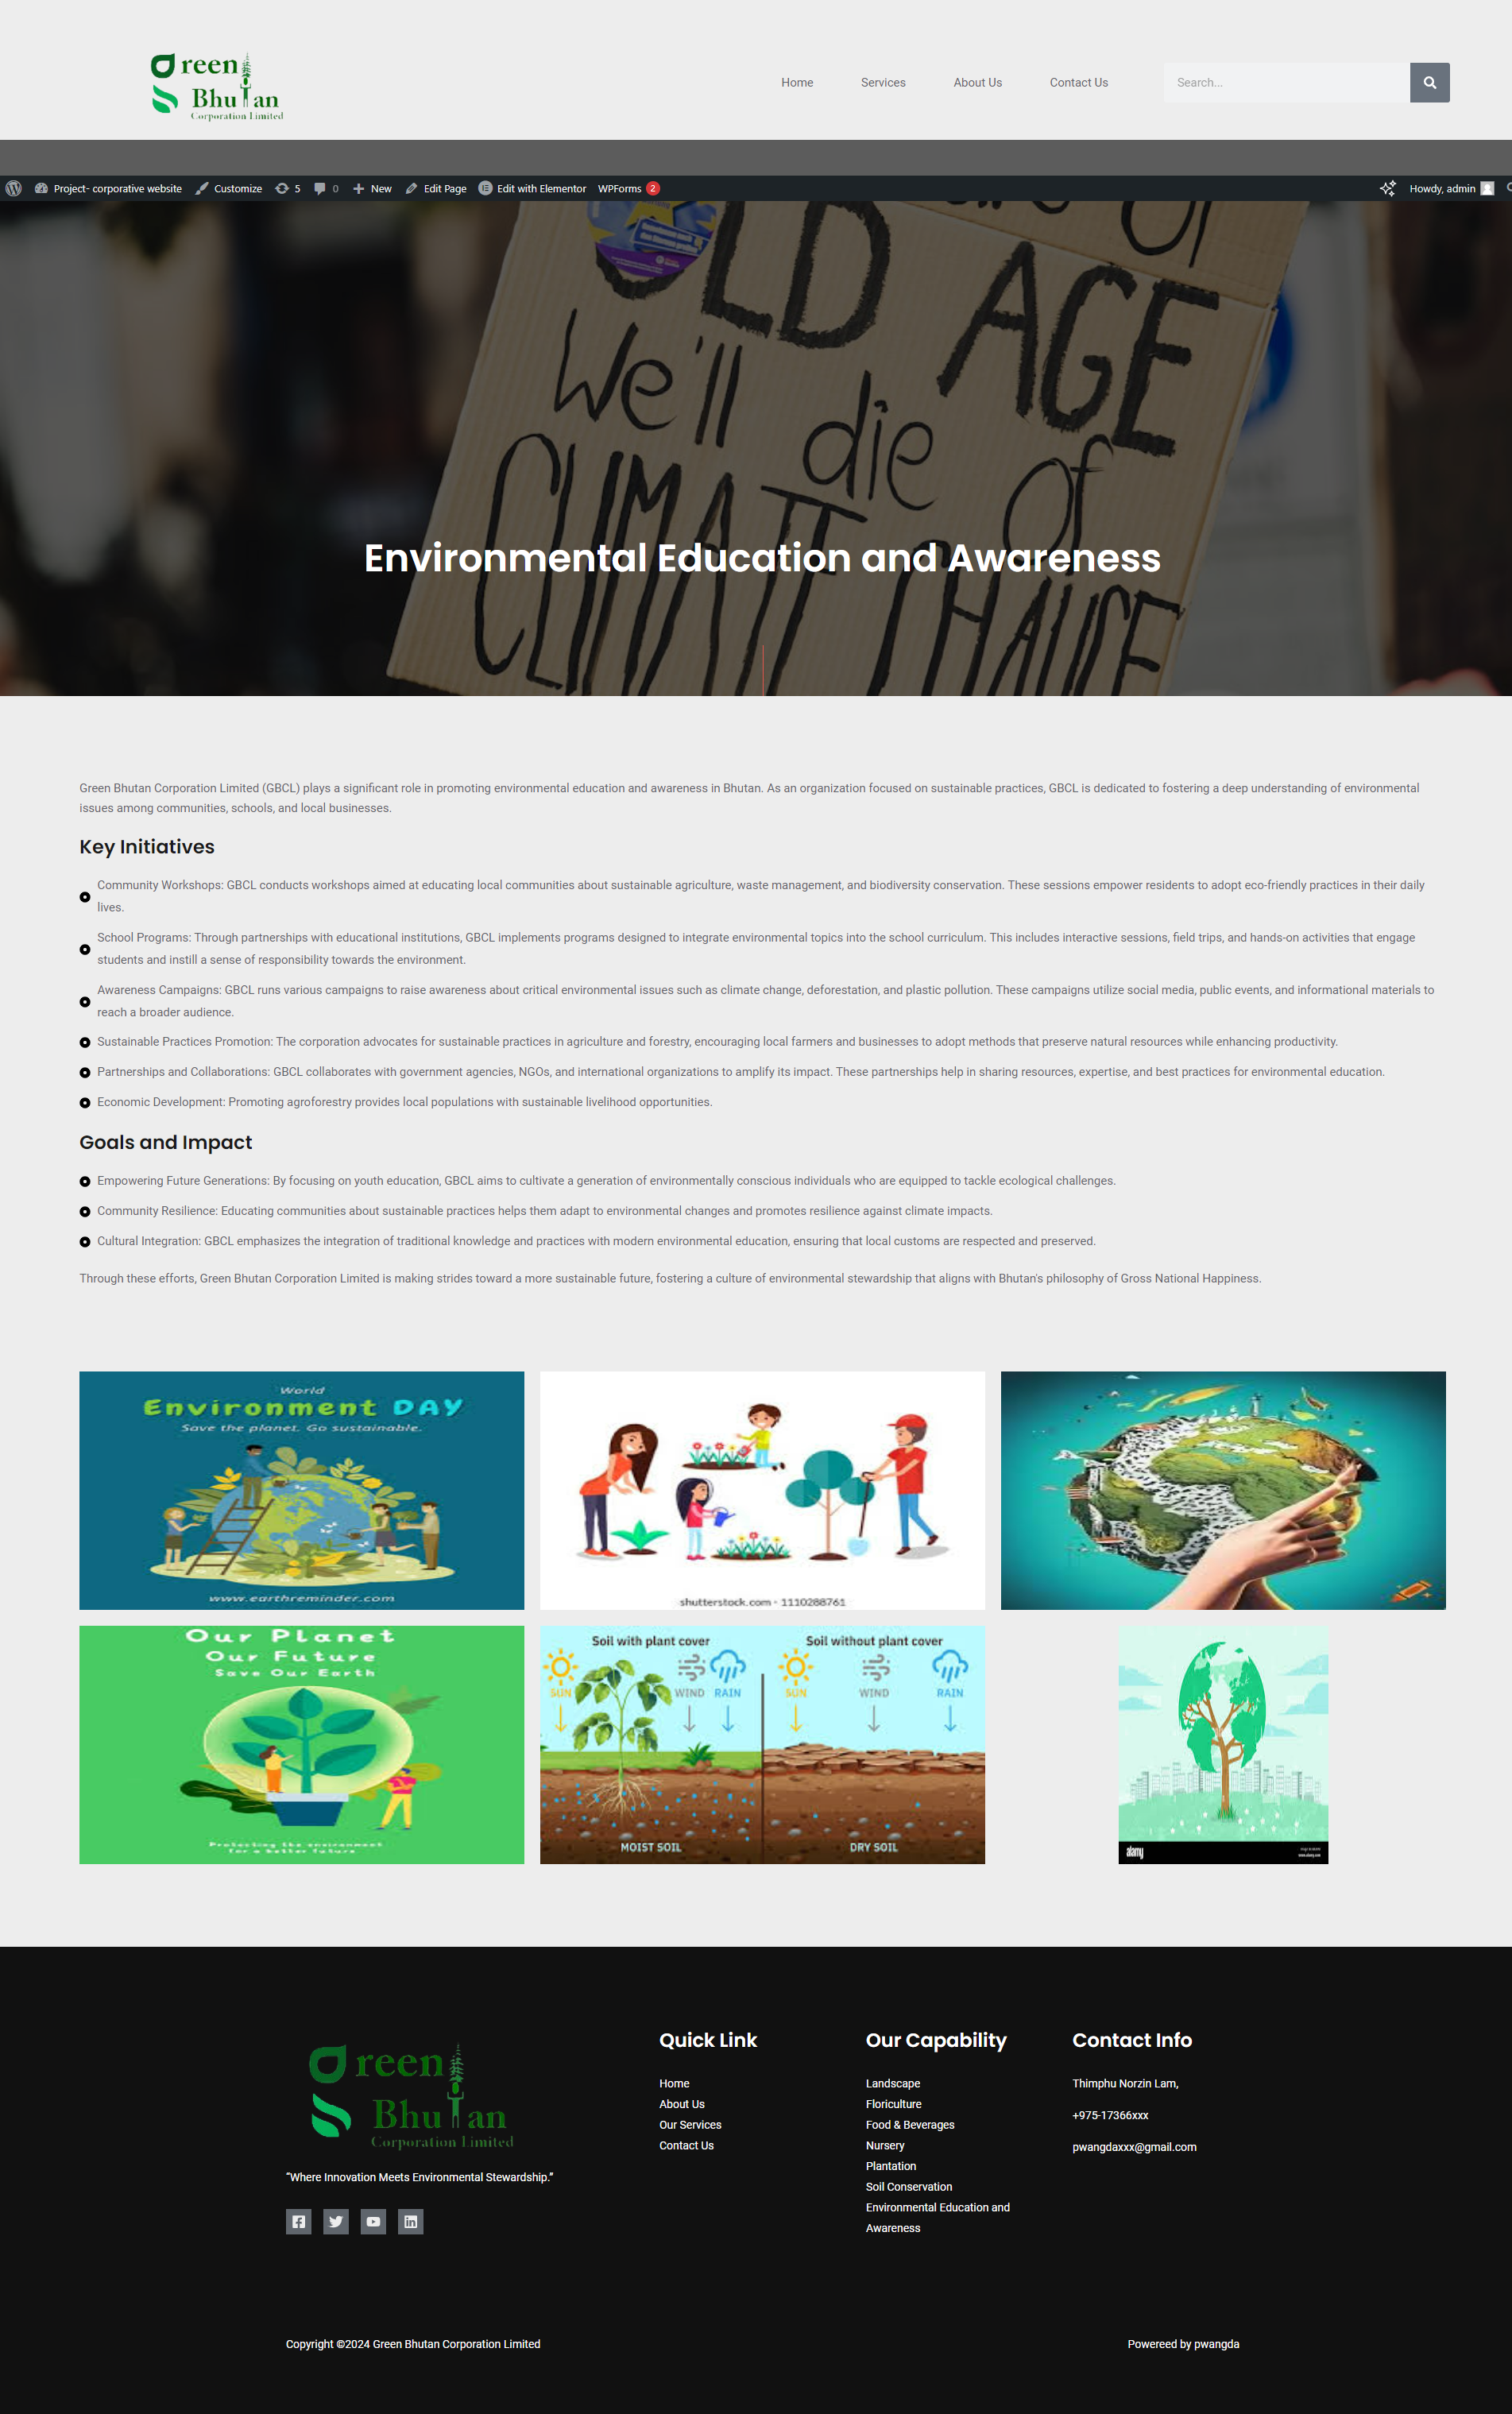 Green
Bhutan
Corporation Limited
Home Services About Us Contact Us Search...
Project- corporative website Customize 5 0 New Edit Page Edit with Elementor WPForms 2 Howdy, admin
OLD AGE
We'll die of
CLIMATE CHANGE
Environmental Education and Awareness
Green Bhutan Corporation Limited (GBCL) plays a significant role in promoting environmental education and awareness in Bhutan. As an organization focused on sustainable practices, GBCL is dedicated to fostering a deep understanding of environmental
issues among communities, schools, and local businesses.
Key Initiatives
Community Workshops: GBCL conducts workshops aimed at educating local communities about sustainable agriculture, waste management, and biodiversity conservation. These sessions empower residents to adopt eco-friendly practices in their daily
lives.
School Programs: Through partnerships with educational institutions, GBCL implements programs designed to integrate environmental topics into the school curriculum. This includes interactive sessions, field trips, and hands-on activities that engage
students and instill a sense of responsibility towards the environment.
Awareness Campaigns: GBCL runs various campaigns to raise awareness about critical environmental issues such as climate change, deforestation, and plastic pollution. These campaigns utilize social media, public events, and informational materials to
reach a broader audience.
Sustainable Practices Promotion: The corporation advocates for sustainable practices in agriculture and forestry, encouraging local farmers and businesses to adopt methods that preserve natural resources while enhancing productivity.
Partnerships and Collaborations: GBCL collaborates with government agencies, NGOs, and international organizations to amplify its impact. These partnerships help in sharing resources, expertise, and best practices for environmental education.
Economic Development: Promoting agroforestry provides local populations with sustainable livelihood opportunities.
Goals and Impact
Empowering Future Generations: By focusing on youth education, GBCL aims to cultivate a generation of environmentally conscious individuals who are equipped to tackle ecological challenges.
Community Resilience: Educating communities about sustainable practices helps them adapt to environmental changes and promotes resilience against climate impacts.
Cultural Integration: GBCL emphasizes the integration of traditional knowledge and practices with modern environmental education, ensuring that local customs are respected and preserved.
Through these efforts, Green Bhutan Corporation Limited is making strides toward a more sustainable future, fostering a culture of environmental stewardship that aligns with Bhutan's philosophy of Gross National Happiness.
World
Environment DAY
Save the planet. Go sustainable.
www.earthreminder.com
shutterstock.com · 1110288761
Our Planet
Our Future
Save Our Earth
Protecting the environment
for a better future
Soil with plant cover Soil without plant cover
SUN WIND RAIN SUN WIND RAIN
MOIST SOIL DRY SOIL
alamy
Green
Bhutan
Corporation Limited
“Where Innovation Meets Environmental Stewardship.”
Quick Link
Home
About Us
Our Services
Contact Us
Our Capability
Landscape
Floriculture
Food & Beverages
Nursery
Plantation
Soil Conservation
Environmental Education and
Awareness
Contact Info
Thimphu Norzin Lam,
+975-17366xxx
pwangdaxxx@gmail.com
Copyright ©2024 Green Bhutan Corporation Limited Powereed by pwangda